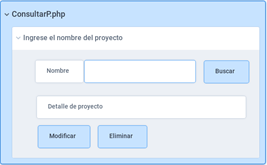 ConsultarP.php
Ingrese el nombre del proyecto
Nombre
Buscar
Detalle de proyecto
Modificar
Eliminar